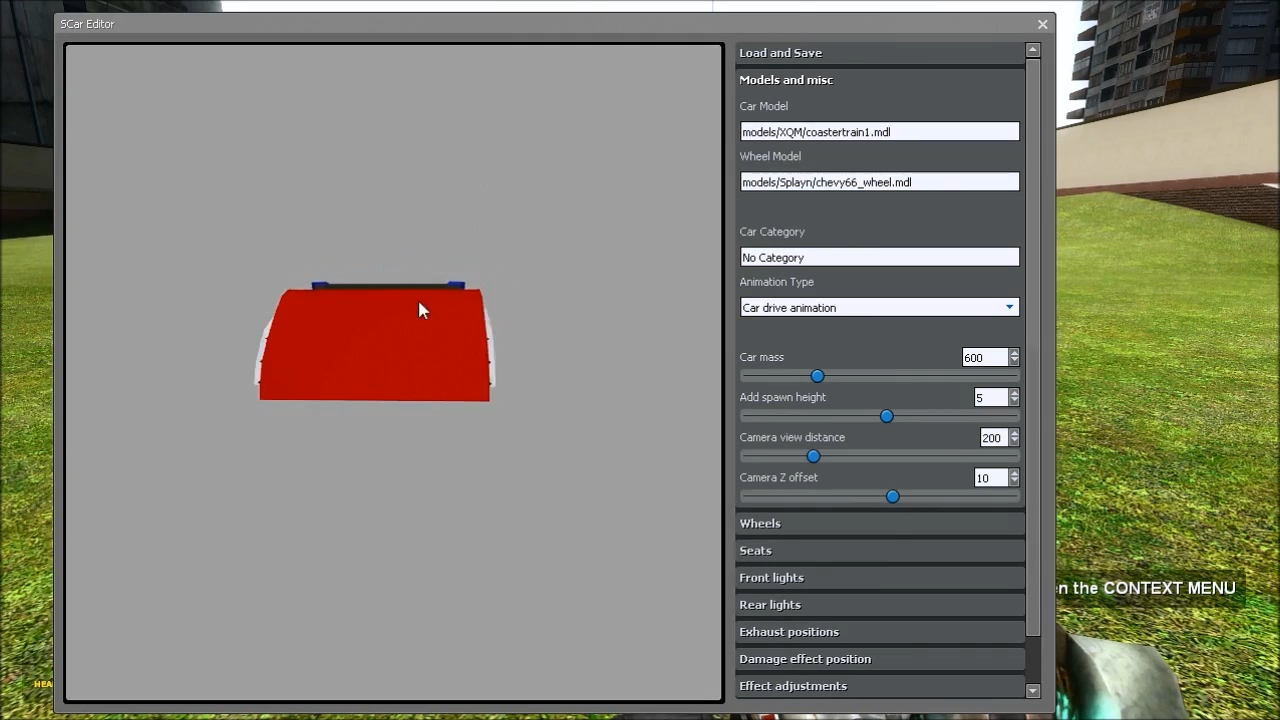 SCar Editor
Load and Save
Models and misc
Car Model
models/XQM/coastertrain1.mdl
Wheel Model
models/Splayn/chevy66_wheel.mdl
Car Category
No Category
Animation Type
Car drive animation
Car mass
600
Add spawn height
5
Camera view distance
200
Camera Z offset
10
Wheels
Seats
Front lights
Rear lights
Exhaust positions
Damage effect position
Effect adjustments
en the CONTEXT MENU
HEA